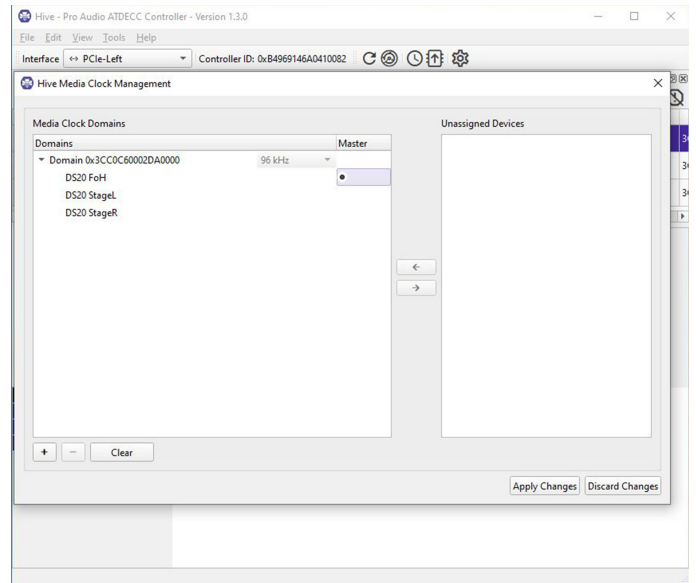 Hive - Pro Audio ATDECC Controller - Version 1.3.0
File Edit View Tools Help
Interface ⇔ PCIe-Left Controller ID: 0xB4969146A0410082
Hive Media Clock Management
Media Clock Domains Unassigned Devices
Domains Master
Domain 0x3CC0C60002DA0000 96 kHz
DS20 FoH
DS20 StageL
DS20 StageR
Clear
Apply Changes Discard Changes